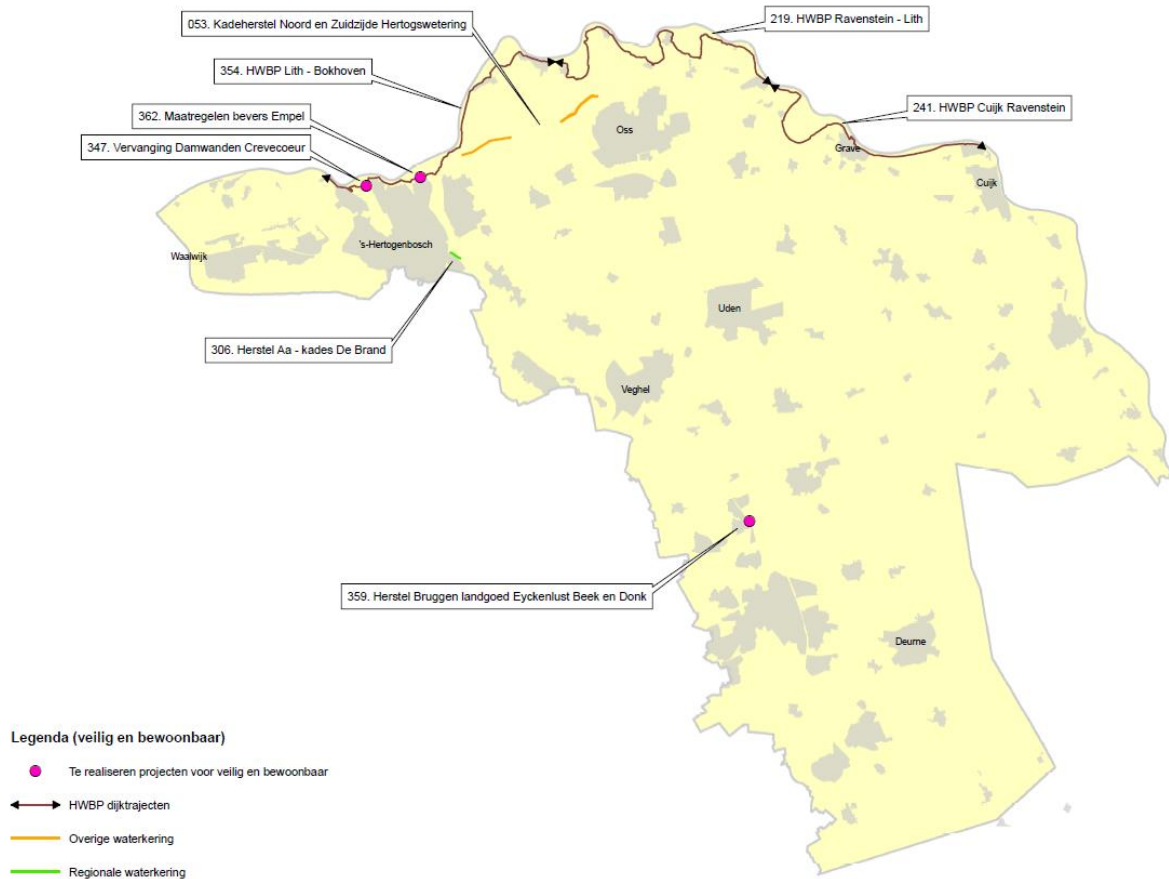 053. Kadeherstel Noord en Zuidzijde Hertogswetering
219. HWBP Ravenstein - Lith
354. HWBP Lith - Bokhoven
362. Maatregelen bevers Empel
241. HWBP Cuijk Ravenstein
347. Vervanging Damwanden Crevecoeur
Oss
Grave
Cuijk
's-Hertogenbosch
Waalwijk
306. Herstel Aa - kades De Brand
Uden
Veghel
359. Herstel Bruggen landgoed Eyckenlust Beek en Donk
Deurne
Legenda (veilig en bewoonbaar)
Te realiseren projecten voor veilig en bewoonbaar
HWBP dijktrajecten
Overige waterkering
Regionale waterkering